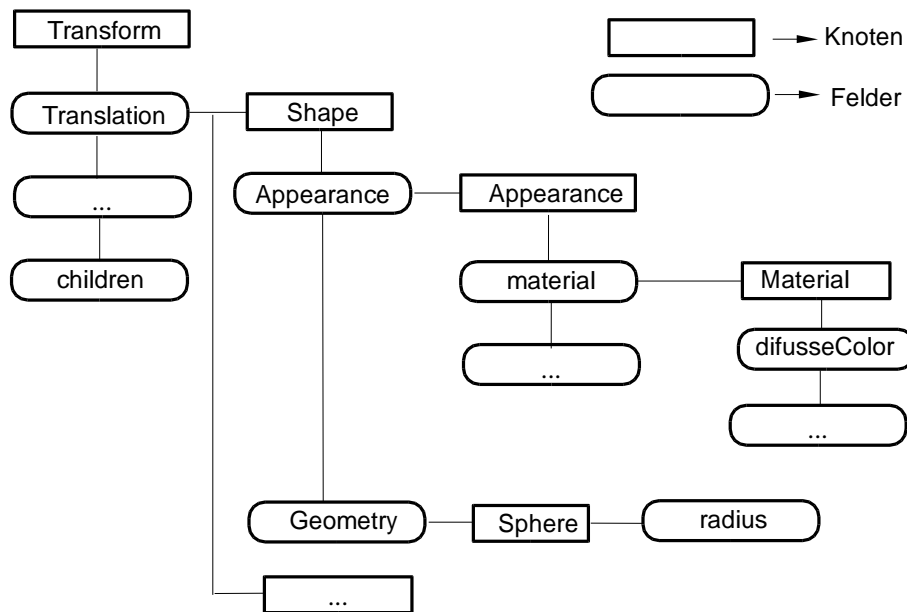 Transform
Knoten
Felder
Translation
Shape
...
Appearance
Appearance
children
material
Material
...
difusseColor
...
Geometry
Sphere
radius
...